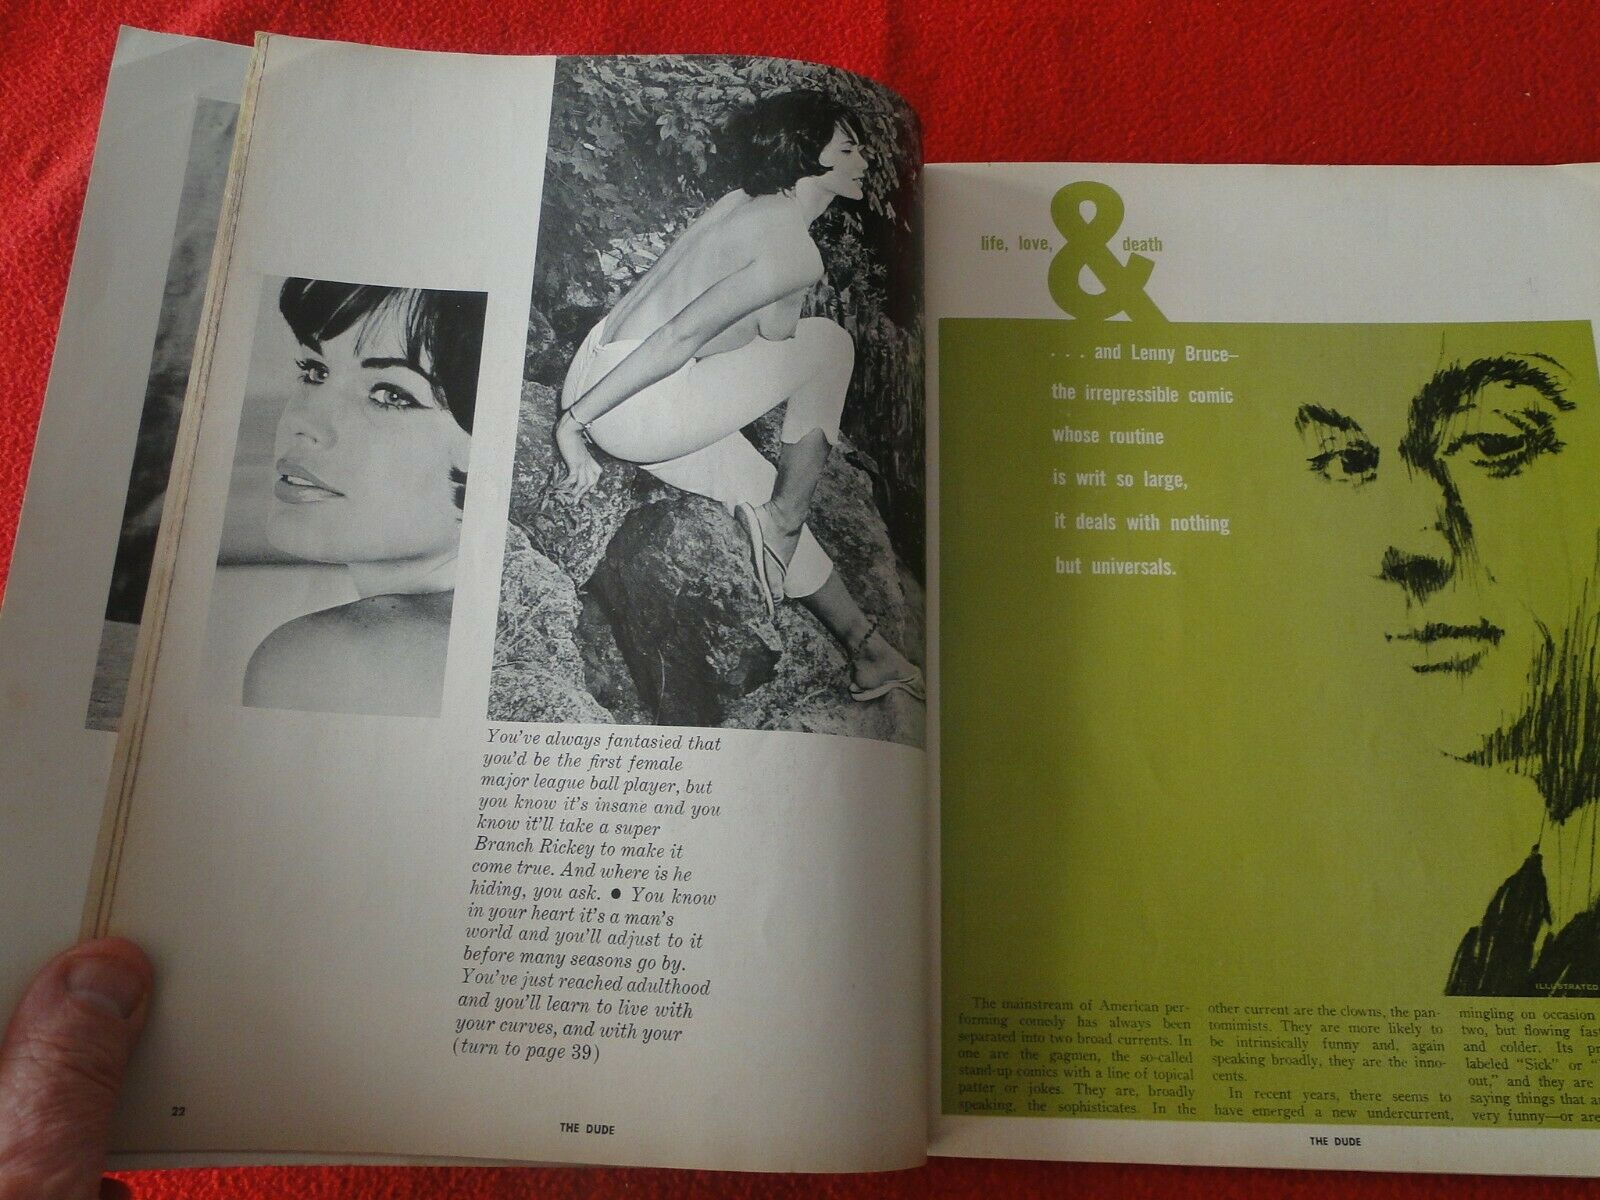 You've always fantasied that
you'd be the first female
major league ball player, but
you know it's insane and you
know it'll take a super
Branch Rickey to make it
come true. And where is he
hiding, you ask. ● You know
in your heart it's a man's
world and you'll adjust to it
before many seasons go by.
You've just reached adulthood
and you'll learn to live with
your curves, and with your
(turn to page 39)
22
THE DUDE
life, love, & death
. . . and Lenny Bruce—
the irrepressible comic
whose routine
is writ so large,
it deals with nothing
but universals.
ILLUSTRATED
The mainstream of American per-
forming comedy has always been
separated into two broad currents. In
one are the gagmen, the so-called
stand-up comics with a line of topical
patter or jokes. They are, broadly
speaking, the sophisticates. In the
other current are the clowns, the pan-
tomimists. They are more likely to
be intrinsically funny and, again
speaking broadly, they are the inno-
cents.
In recent years, there seems to
have emerged a new undercurrent,
mingling on occasion
two, but flowing
and colder. Its
labeled "Sick" or
out," and they are
saying things that
very funny—or are
THE DUDE